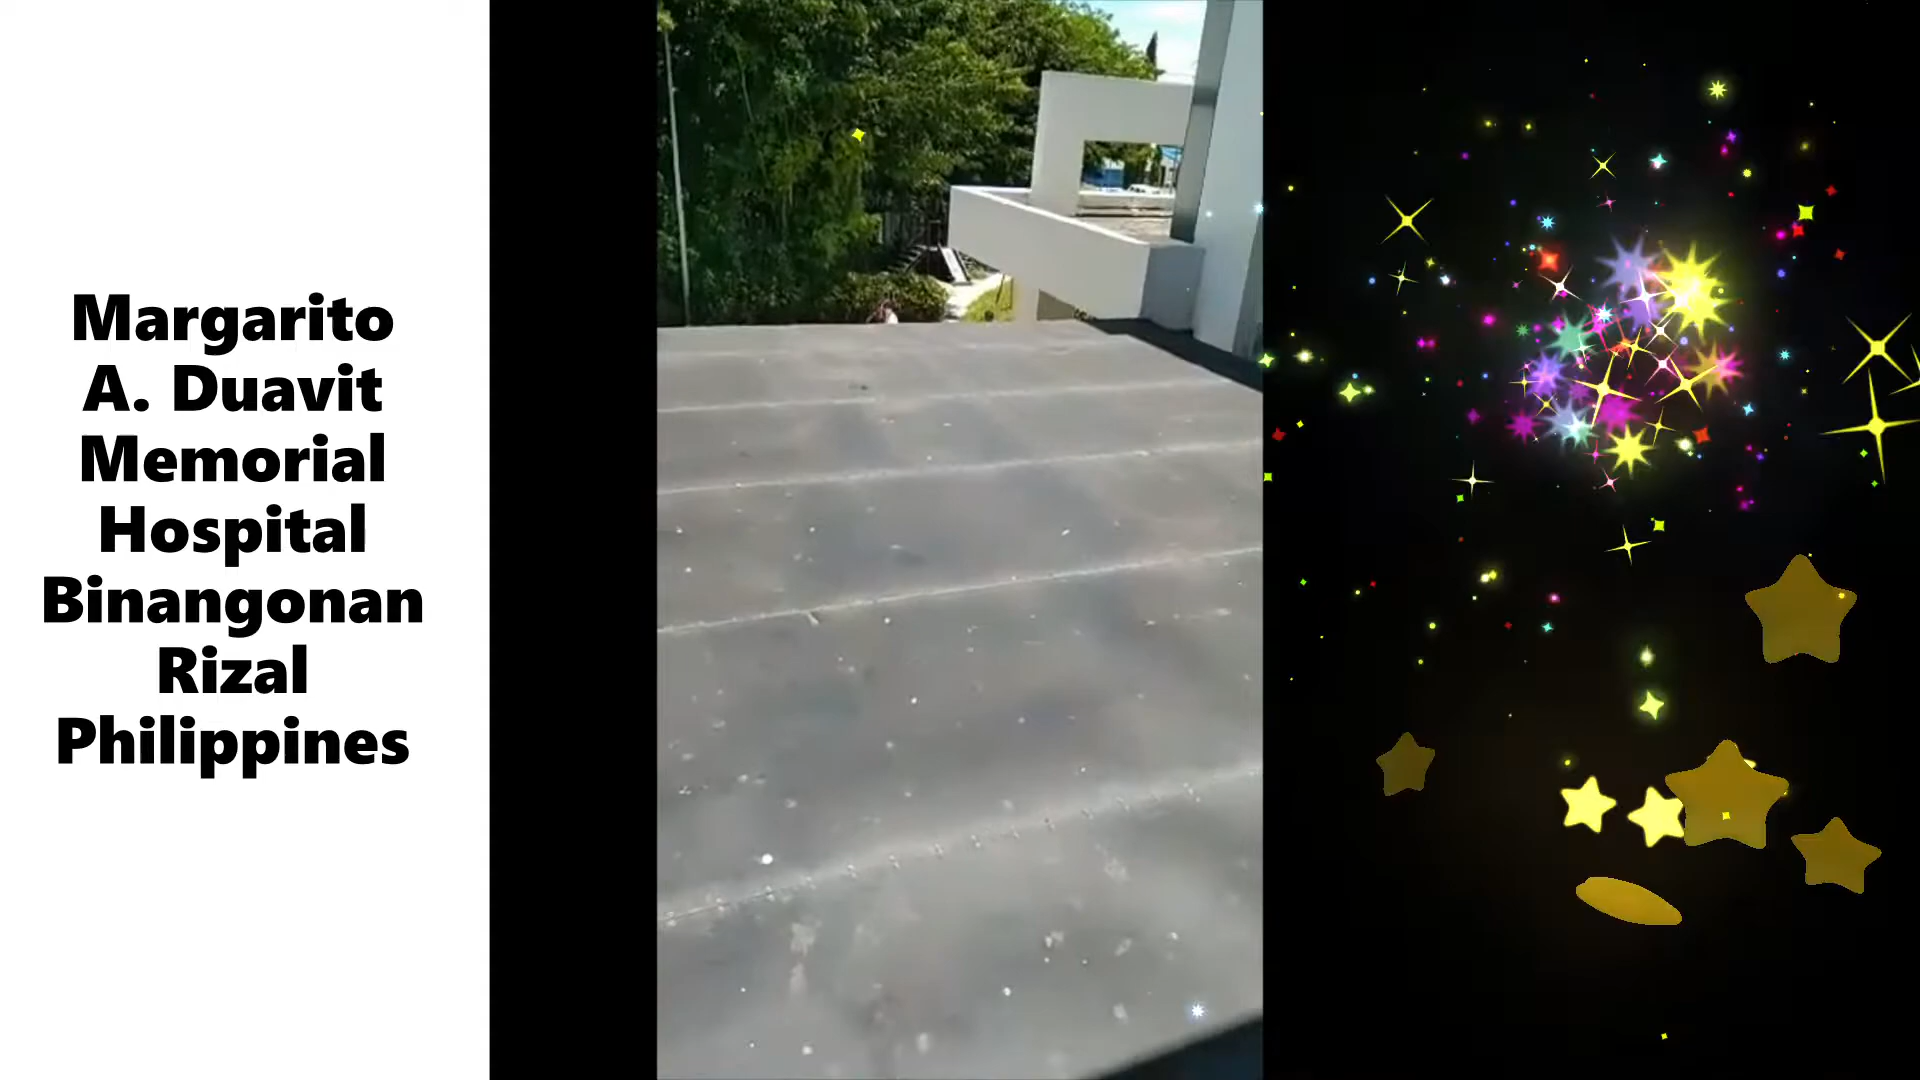 Margarito
A. Duavit
Memorial
Hospital
Binangonan
Rizal
Philippines